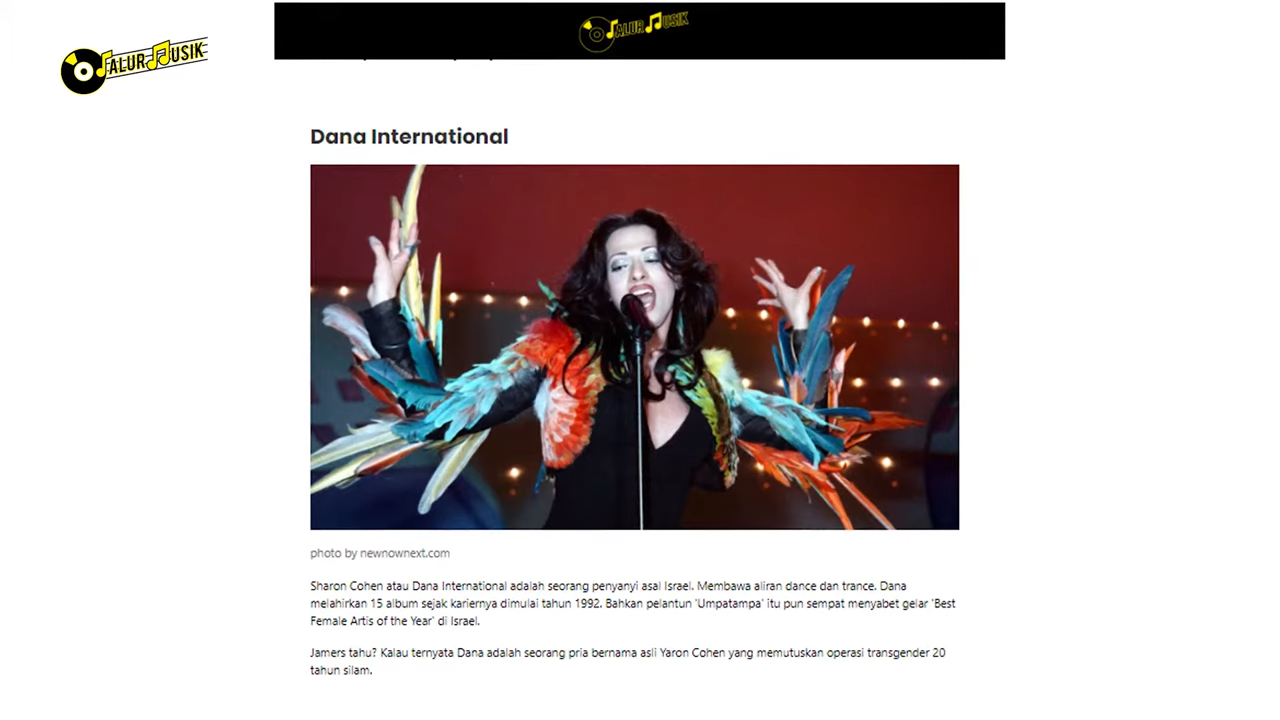 JALUR MUSIK
JALUR MUSIK
Dana International
photo by newnownext.com
Sharon Cohen atau Dana International adalah seorang penyanyi asal Israel. Membawa aliran dance dan trance. Dana
melahirkan 15 album sejak kariernya dimulai tahun 1992. Bahkan pelantun 'Umpatampa' itu pun sempat menyabet gelar 'Best
Female Artis of the Year' di Israel.
Jamers tahu? Kalau ternyata Dana adalah seorang pria bernama asli Yaron Cohen yang memutuskan operasi transgender 20
tahun silam.